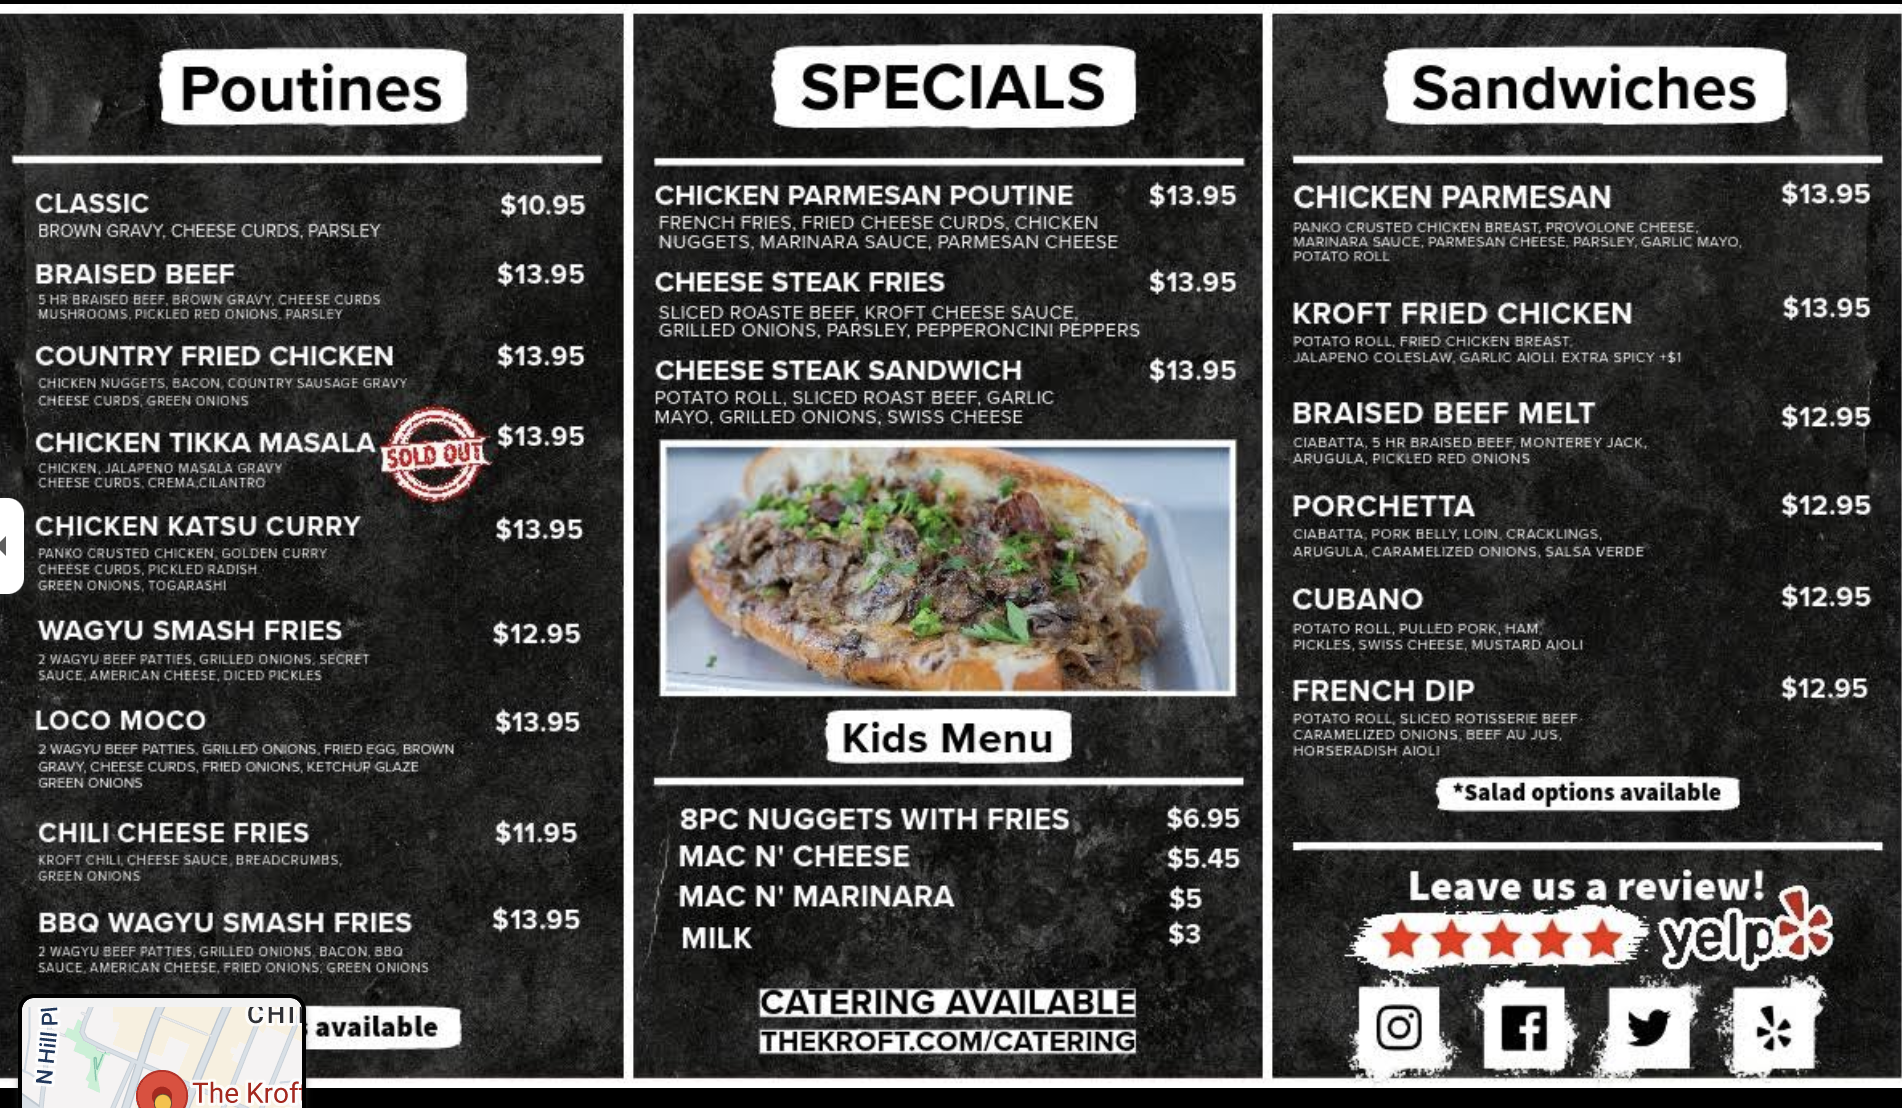 Poutines
CLASSIC $10.95
BROWN GRAVY, CHEESE CURDS, PARSLEY
BRAISED BEEF $13.95
5 HR BRAISED BEEF, BROWN GRAVY, CHEESE CURDS
MUSHROOMS, PICKLED RED ONIONS, PARSLEY
COUNTRY FRIED CHICKEN $13.95
CHICKEN NUGGETS, BACON, COUNTRY SAUSAGE GRAVY
CHEESE CURDS, GREEN ONIONS
CHICKEN TIKKA MASALA SOLD OUT $13.95
CHICKEN, JALAPENO MASALA GRAVY
CHEESE CURDS, CREMA,CILANTRO
CHICKEN KATSU CURRY $13.95
PANKO CRUSTED CHICKEN, GOLDEN CURRY
CHEESE CURDS, PICKLED RADISH
GREEN ONIONS, TOGARASHI
WAGYU SMASH FRIES $12.95
2 WAGYU BEEF PATTIES, GRILLED ONIONS, SECRET
SAUCE, AMERICAN CHEESE, DICED PICKLES
LOCO MOCO $13.95
2 WAGYU BEEF PATTIES, GRILLED ONIONS, FRIED EGG, BROWN
GRAVY, CHEESE CURDS, FRIED ONIONS, KETCHUP GLAZE
GREEN ONIONS
CHILI CHEESE FRIES $11.95
KROFT CHILI, CHEESE SAUCE, BREADCRUMBS,
GREEN ONIONS
BBQ WAGYU SMASH FRIES $13.95
2 WAGYU BEEF PATTIES, GRILLED ONIONS, BACON, BBQ
SAUCE, AMERICAN CHEESE, FRIED ONIONS, GREEN ONIONS
available
N Hill Pl
CHI
The Krof
SPECIALS
CHICKEN PARMESAN POUTINE $13.95
FRENCH FRIES, FRIED CHEESE CURDS, CHICKEN
NUGGETS, MARINARA SAUCE, PARMESAN CHEESE
CHEESE STEAK FRIES $13.95
SLICED ROASTE BEEF, KROFT CHEESE SAUCE,
GRILLED ONIONS, PARSLEY, PEPPERONCINI PEPPERS
CHEESE STEAK SANDWICH $13.95
POTATO ROLL, SLICED ROAST BEEF, GARLIC
MAYO, GRILLED ONIONS, SWISS CHEESE
Kids Menu
8PC NUGGETS WITH FRIES $6.95
MAC N' CHEESE $5.45
MAC N' MARINARA $5
MILK $3
CATERING AVAILABLE
THEKROFT.COM/CATERING
Sandwiches
CHICKEN PARMESAN $13.95
PANKO CRUSTED CHICKEN BREAST, PROVOLONE CHEESE,
MARINARA SAUCE, PARMESAN CHEESE, PARSLEY, GARLIC MAYO,
POTATO ROLL
KROFT FRIED CHICKEN $13.95
POTATO ROLL, FRIED CHICKEN BREAST,
JALAPENO COLESLAW, GARLIC AIOLI. EXTRA SPICY +$1
BRAISED BEEF MELT $12.95
CIABATTA, 5 HR BRAISED BEEF, MONTEREY JACK,
ARUGULA, PICKLED RED ONIONS
PORCHETTA $12.95
CIABATTA, PORK BELLY, LOIN, CRACKLINGS,
ARUGULA, CARAMELIZED ONIONS, SALSA VERDE
CUBANO $12.95
POTATO ROLL, PULLED PORK, HAM,
PICKLES, SWISS CHEESE, MUSTARD AIOLI
FRENCH DIP $12.95
POTATO ROLL, SLICED ROTISSERIE BEEF
CARAMELIZED ONIONS, BEEF AU JUS,
HORSERADISH AIOLI
*Salad options available
Leave us a review!
yelp